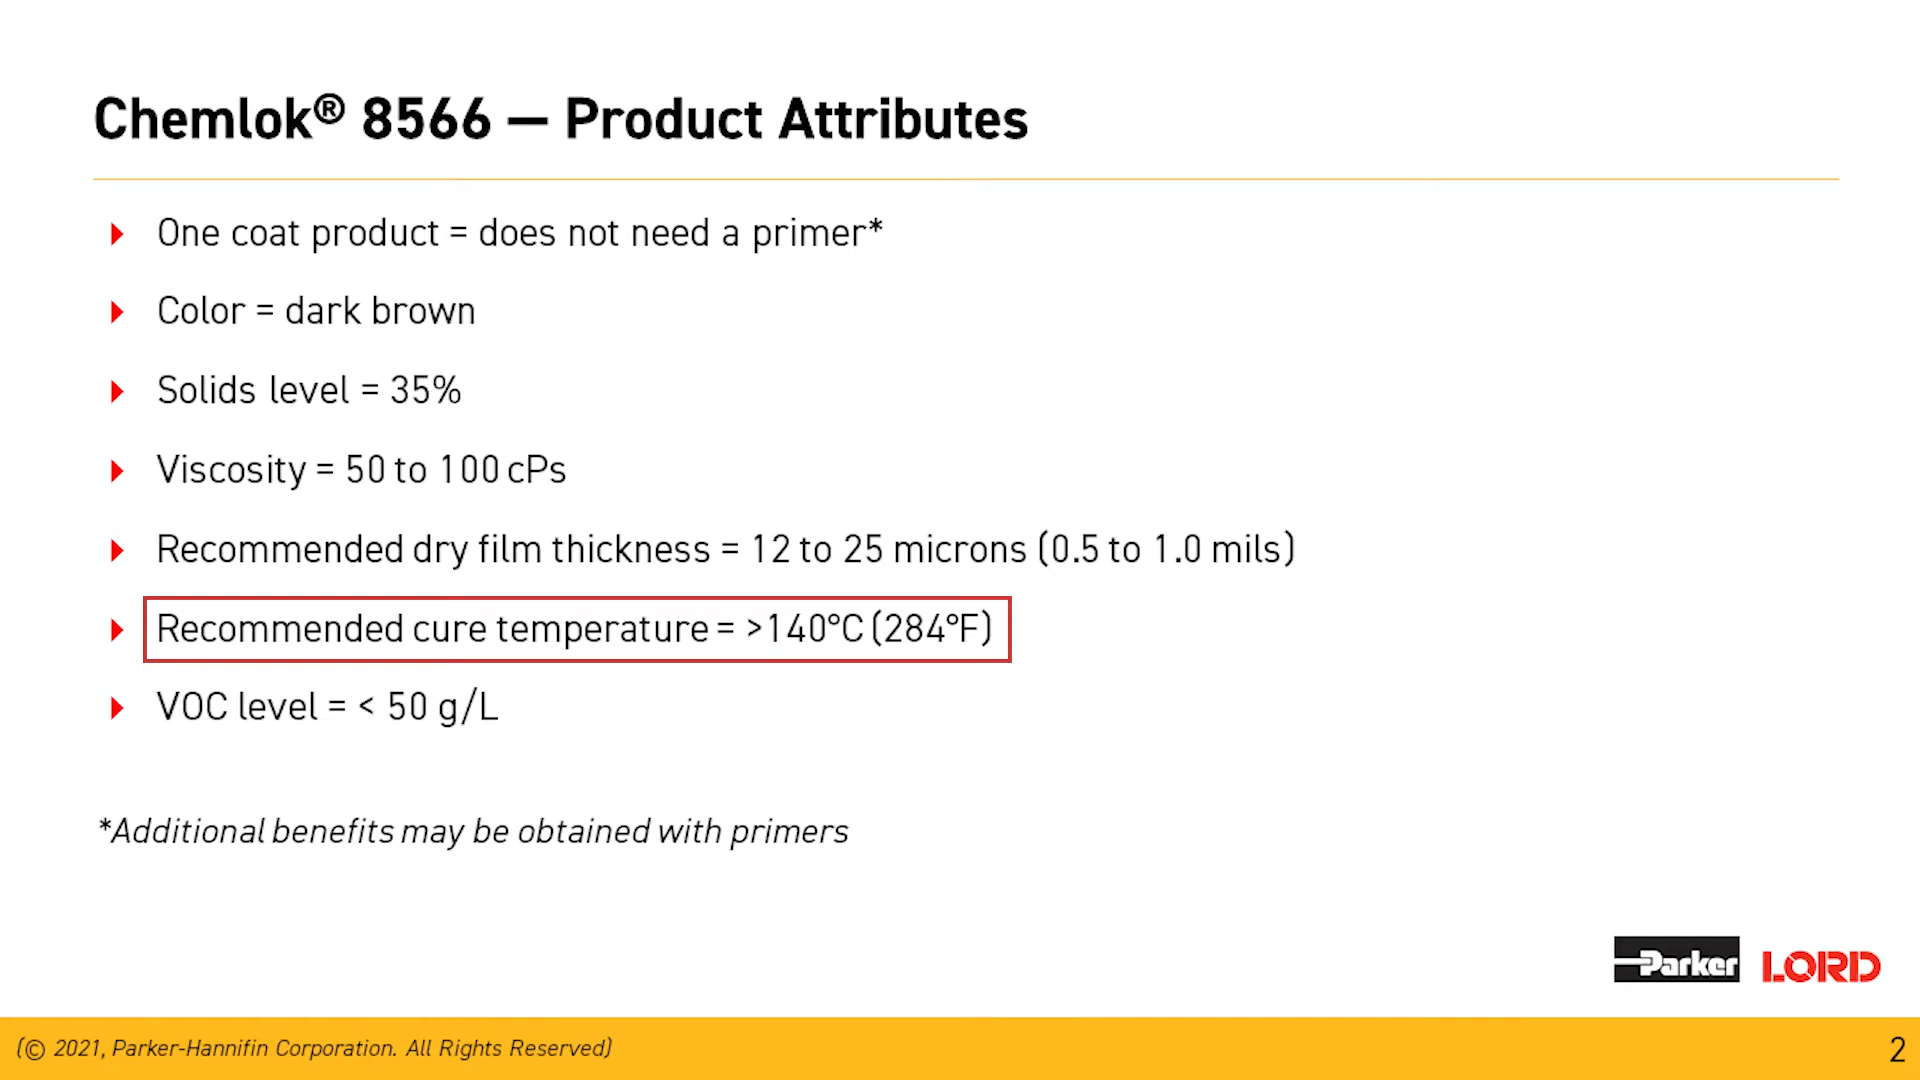 Chemlok® 8566 — Product Attributes
One coat product = does not need a primer*
Color = dark brown
Solids level = 35%
Viscosity = 50 to 100 cPs
Recommended dry film thickness = 12 to 25 microns (0.5 to 1.0 mils)
Recommended cure temperature = >140°C (284°F)
VOC level = < 50 g/L
*Additional benefits may be obtained with primers
Parker LORD
(© 2021, Parker-Hannifin Corporation. All Rights Reserved)
2